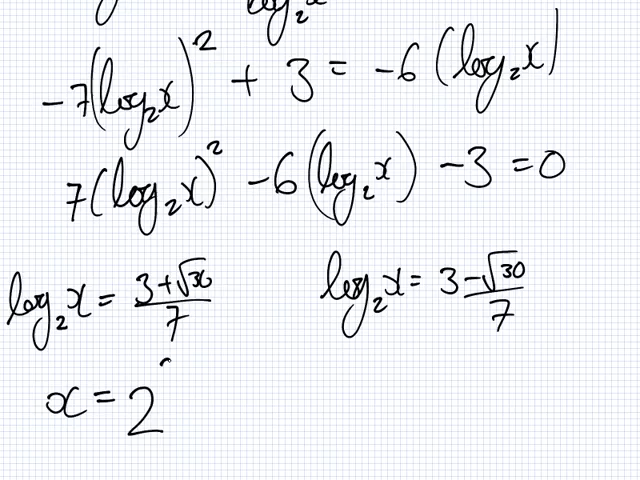 log₂x
-7(log₂x)² + 3 = -6(log₂x)
7(log₂x)² -6(log₂x) -3 = 0
log₂x = (3+√30)/7    log₂x = (3-√30)/7
x = 2